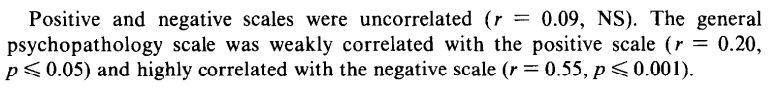 Positive and negative scales were uncorrelated (r = 0.09, NS). The general
psychopathology scale was weakly correlated with the positive scale (r = 0.20,
p ⩽ 0.05) and highly correlated with the negative scale (r = 0.55, p ⩽ 0.001).